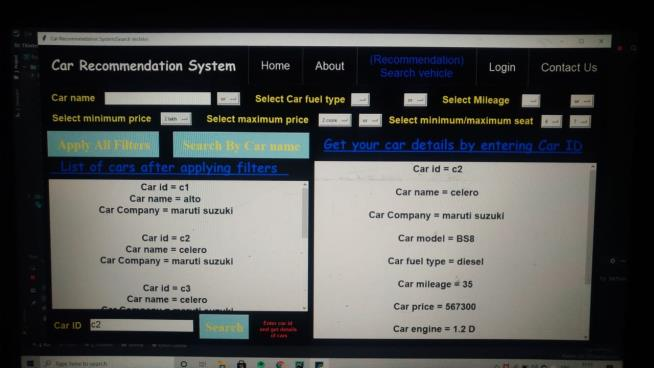 Car Recommendation System
Home
About
(Recommendation)
Search vehicle
Login
Contact Us
Car name
or
Select Car fuel type
or
Select Mileage
or
Select minimum price
1 lakh
Select maximum price
2 crore
or
Select minimum/maximum seat
4
7
Apply All Filters
Search By Car name
Get your car details by entering Car ID
List of cars after applying filters
Car id = c1
Car name = alto
Car Company = maruti suzuki
Car id = c2
Car name = celero
Car Company = maruti suzuki
Car id = c3
Car name = celero
Car Company = maruti suzuki
Car id = c2
Car name = celero
Car Company = maruti suzuki
Car model = BS8
Car fuel type = diesel
Car mileage = 35
Car price = 567300
Car engine = 1.2 D
Car ID
c2
Search
Enter car id
and get details
of cars
Type here to search